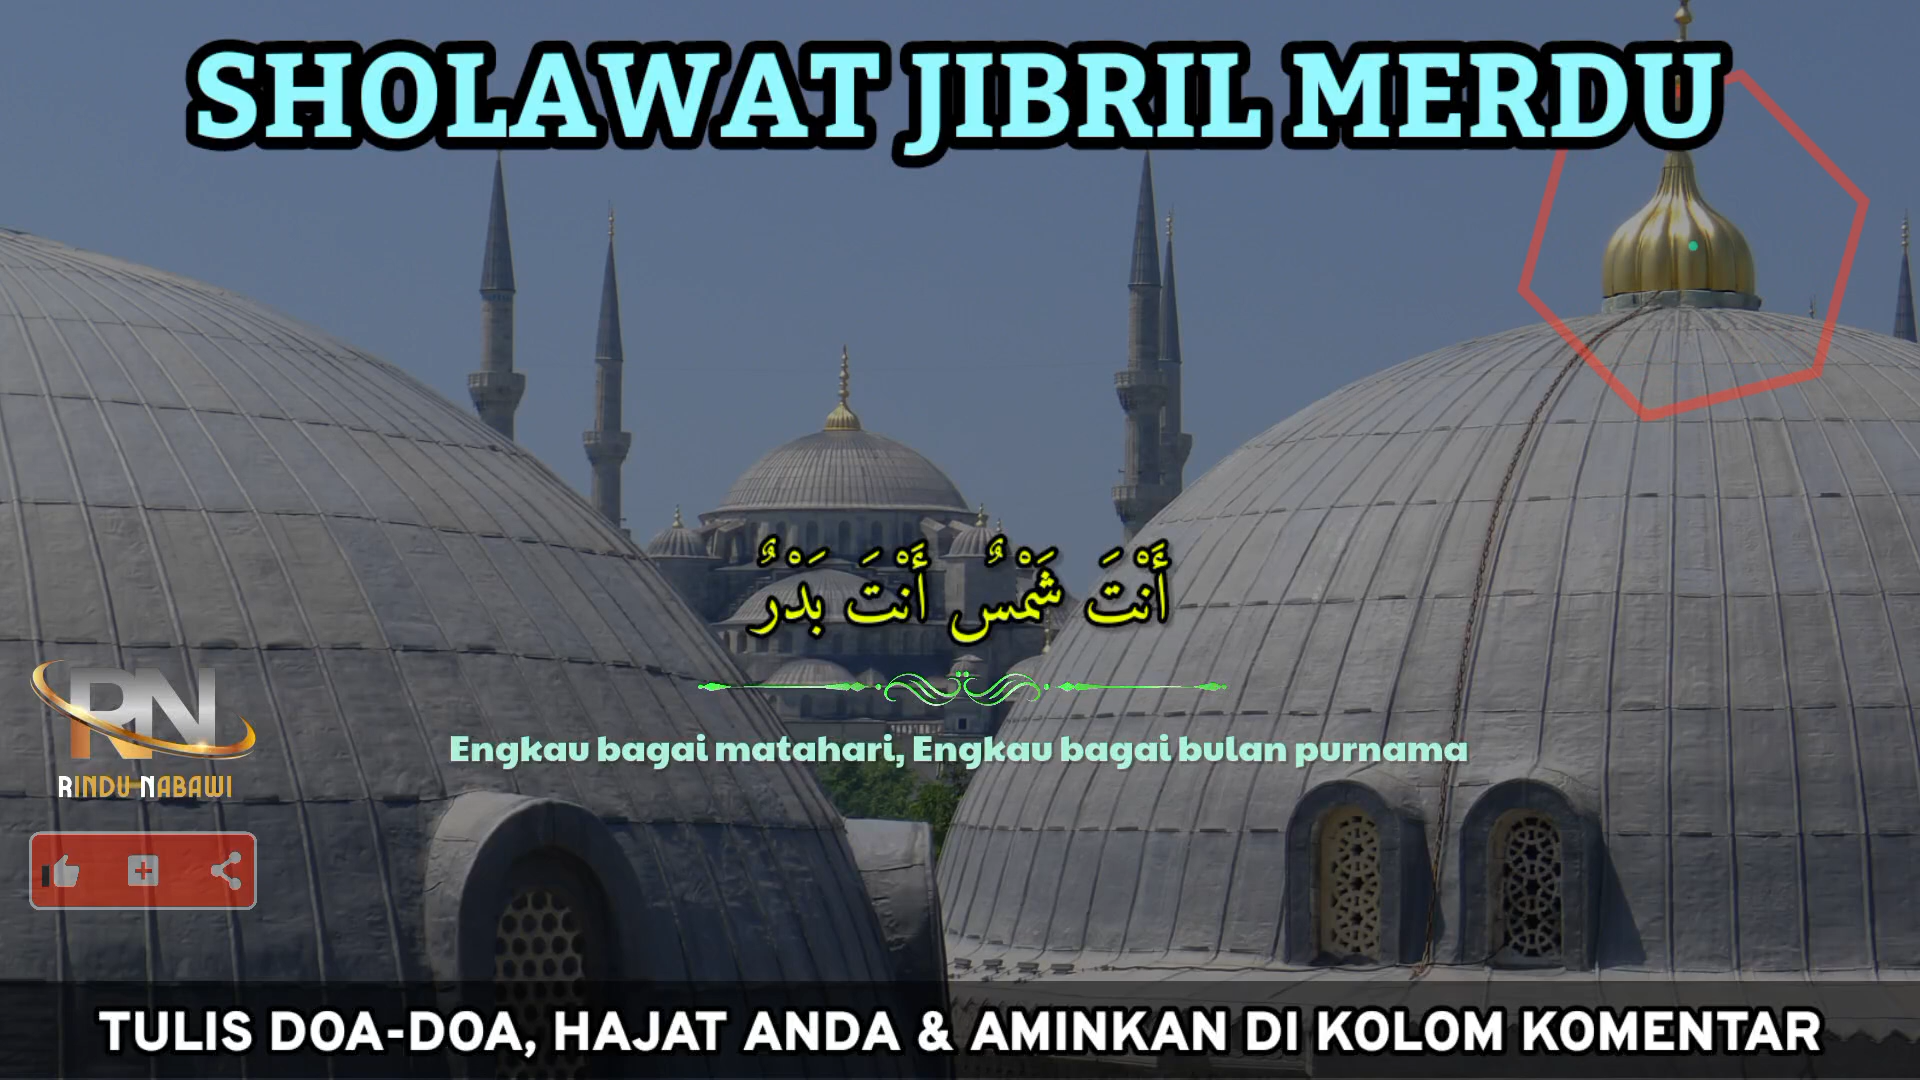 SHOLAWAT JIBRIL MERDU
أَنْتَ شَمْسٌ أَنْتَ بَدْرٌ
Engkau bagai matahari, Engkau bagai bulan purnama
RN
RINDU NABAWI
TULIS DOA-DOA, HAJAT ANDA & AMINKAN DI KOLOM KOMENTAR